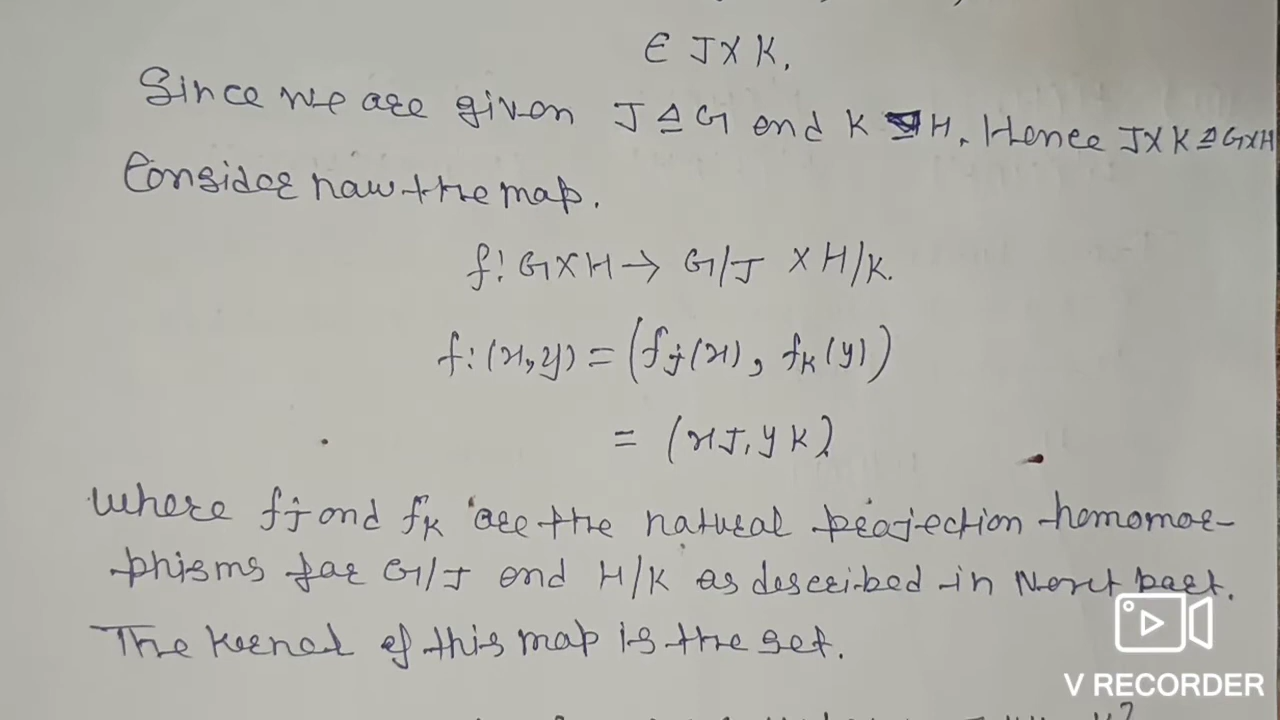 ∈ J×K.
Since we are given J ⊴ G and K ⊴ H. Hence J×K ⊴ G×H
Consider now the map.
f: G×H → G/J × H/K.
f: (x,y) = (fj(x), fK(y))
= (xJ, yK)
where fj and fK are the natural projection homomor-
phisms for G/J and H/K as described in Next part.
The kernel of this map is the set.
V RECORDER